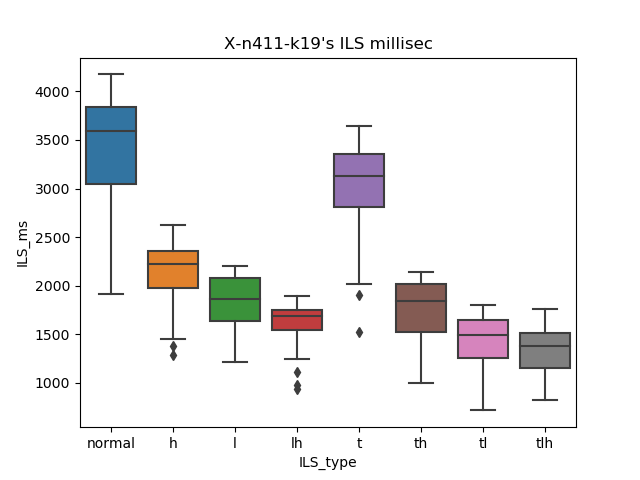 X-n411-k19's ILS millisec
4000
3500
3000
2500
2000
1500
1000
ILS_ms
normal h l lh t th tl tlh
ILS_type